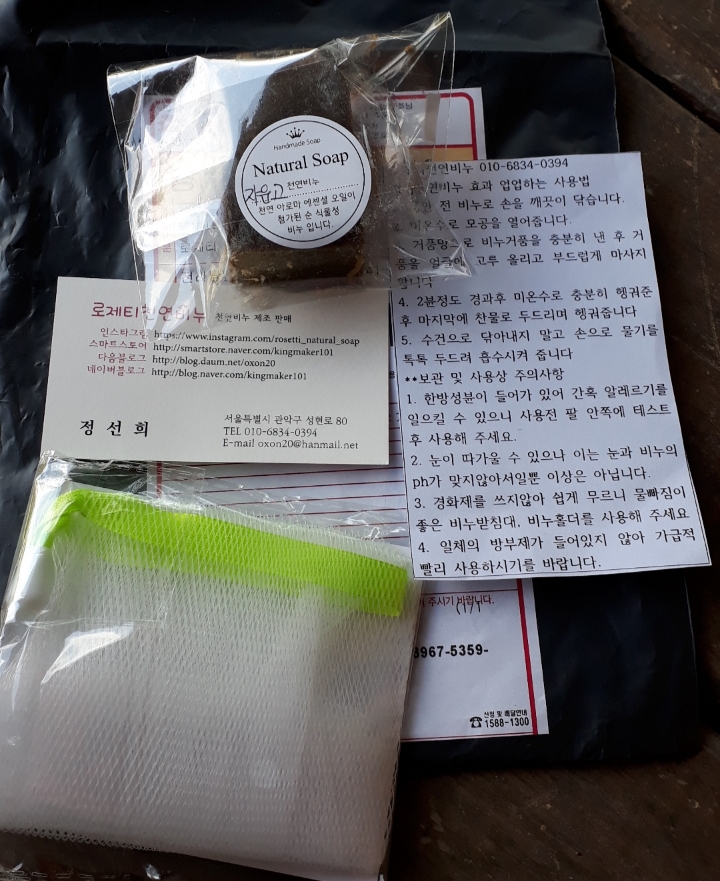 Handmade Soap
Natural Soap
천연비누
천연 아로마 에센셜 오일이
첨가된 순 식물성
비누 입니다.
로제티천연비누 천연비누 제조 판매
인스타그램 https://www.instagram.com/rosetti_natural_soap
스마트스토어 http://smartstore.naver.com/kingmaker101
다음블로그 http://blog.daum.net/oxon20
네이버블로그 http://blog.naver.com/kingmaker101
정선희
서울특별시 관악구 성현로 80
TEL 010-6834-0394
E-mail oxon20@hanmail.net
천연비누 010-6834-0394
효과 업업하는 사용법
전 비누로 손을 깨끗이 닦습니다.
미온수로 모공을 열어줍니다.
거품망으로 비누거품을 충분히 낸 후 거
품을 얼굴에 고루 올리고 부드럽게 마사지
합니다
4. 2분정도 경과후 미온수로 충분히 헹궈준
후 마지막에 찬물로 두드리며 헹궈줍니다
5. 수건으로 닦아내지 말고 손으로 물기를
톡톡 두드려 흡수시켜 줍니다
**보관 및 사용상 주의사항
1. 한방성분이 들어가 있어 간혹 알레르기를
일으킬 수 있으니 사용전 팔 안쪽에 테스트
후 사용해 주세요.
2. 눈이 따가울 수 있으나 이는 눈과 비누의
ph가 맞지않아서일뿐 이상은 아닙니다.
3. 경화제를 쓰지않아 쉽게 무르니 물빠짐이
좋은 비누받침대, 비누홀더를 사용해 주세요
4. 일체의 방부제가 들어있지 않아 가급적
빨리 사용하시기를 바랍니다.
주시기 바랍니다.
8967-5359-
신청 및 배달안내
☎1588-1300